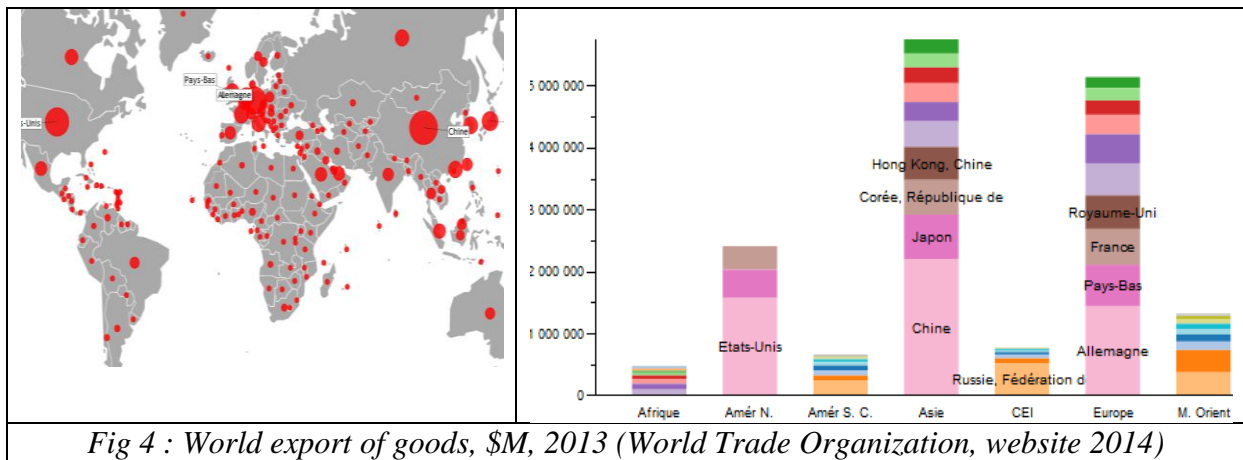 Pays-Bas
Allemagne
s-Unis
Chine
5 000 000
4 000 000
3 000 000
2 000 000
1 000 000
0
Hong Kong, Chine
Corée, République de
Japon
Chine
Etats-Unis
Russie, Fédération d
Royaume-Uni
France
Pays-Bas
Allemagne
Afrique Amér N. Amér S. C. Asie CEI Europe M. Orient
Fig 4 : World export of goods, $M, 2013 (World Trade Organization, website 2014)